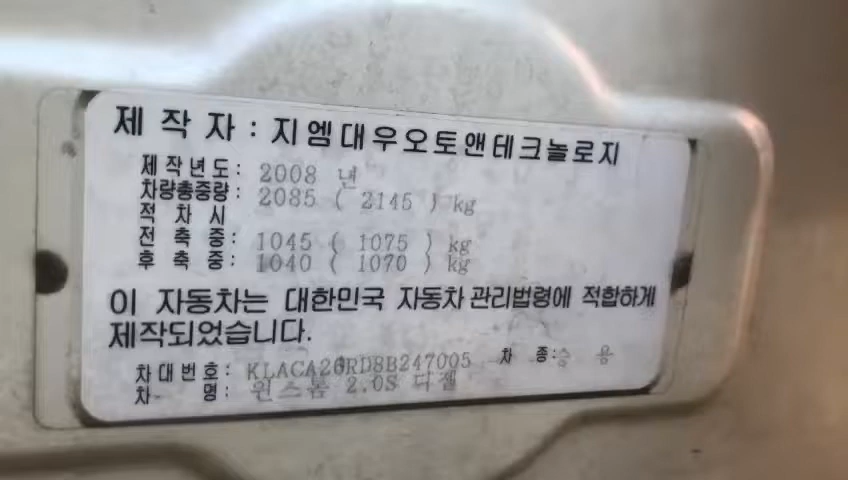 제 작 자 : 지엠대우오토앤테크놀로지
제작년도: 2008 년
차량총중량: 2085 ( 2145 ) kg
적 차 시
전 축 중: 1045 ( 1075 ) kg
후 축 중: 1040 ( 1070 ) kg
이 자동차는 대한민국 자동차 관리법령에 적합하게
제작되었습니다.
차대번호: KLACA26RD8B247005 차 종:승 용
차 명: 윈스톰 2.0S 디젤